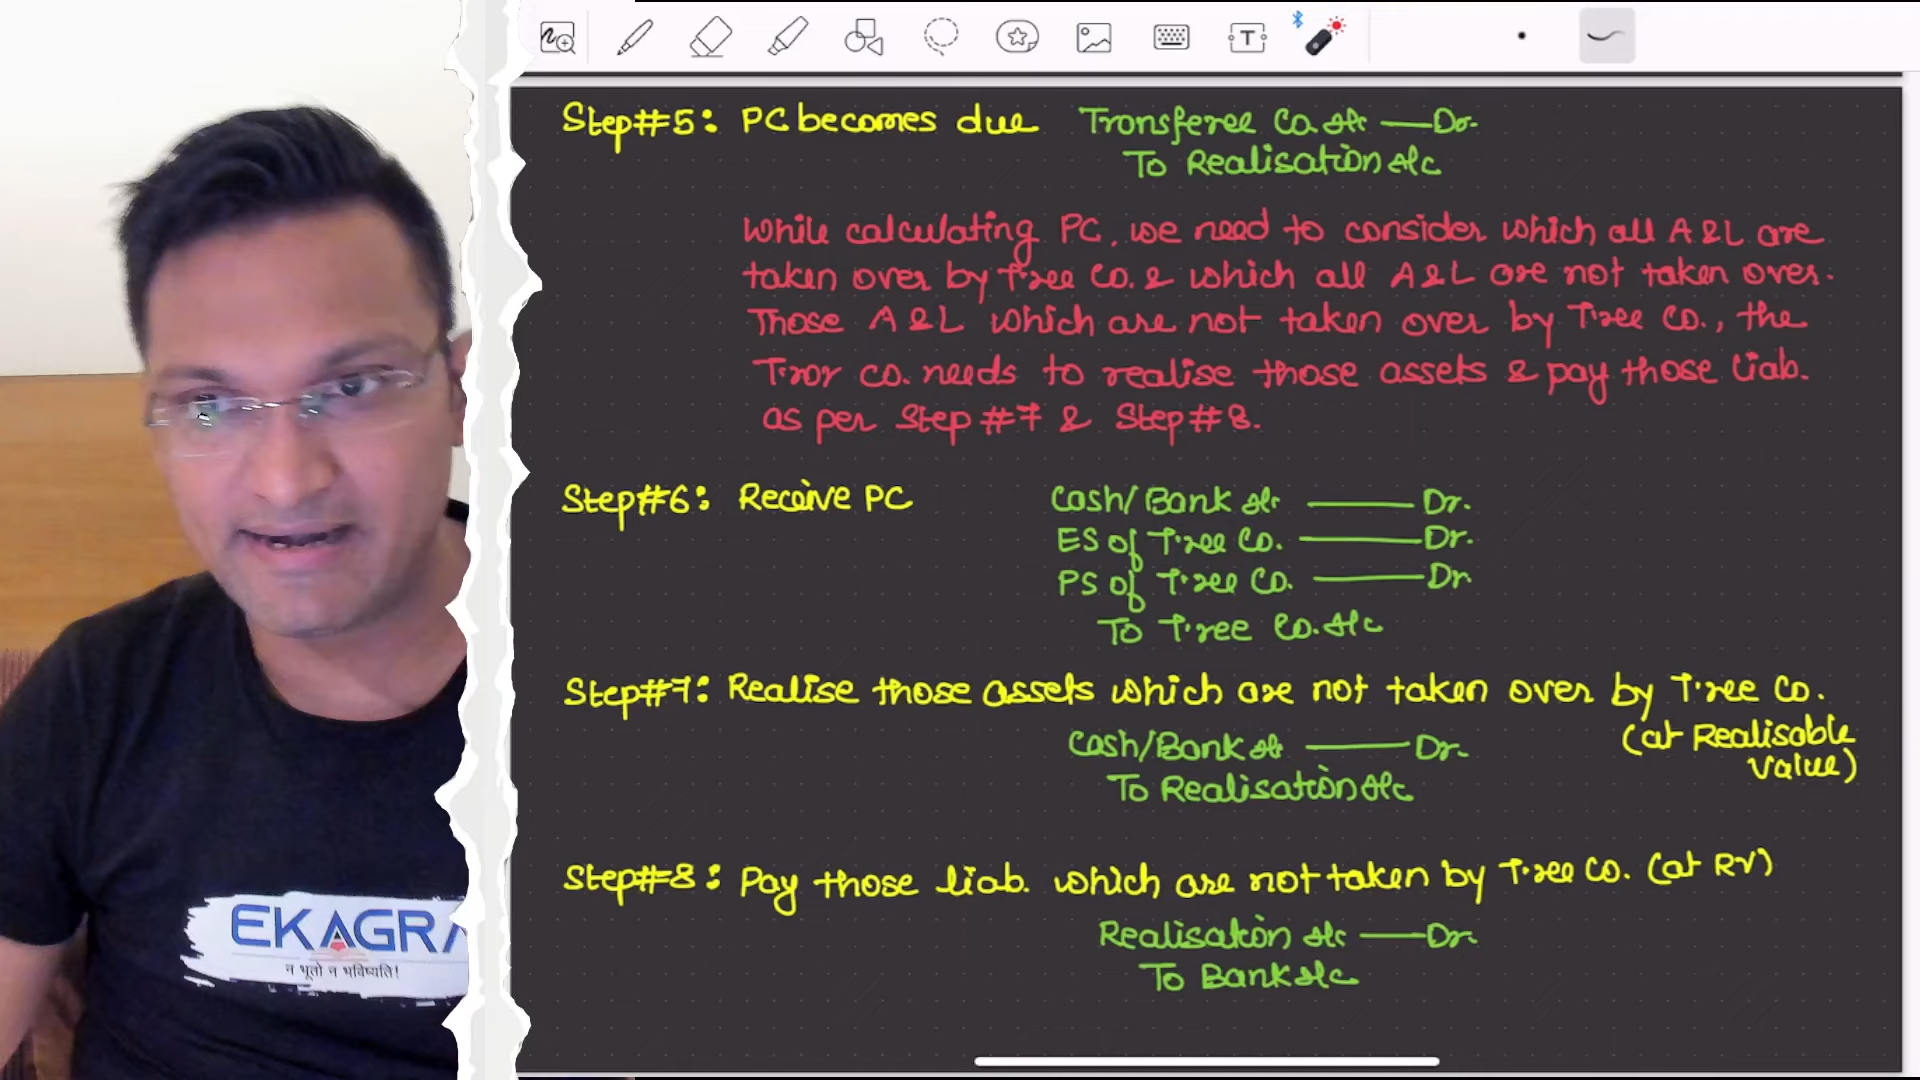 Step#5: PC becomes due Transferee Co. A/c — Dr.
To Realisation A/c
While calculating PC, we need to consider which all A & L are
taken over by T'ree Co. & which all A & L are not taken over.
Those A & L which are not taken over by T'ree Co., the
T'ror Co. needs to realise those assets & pay those liab.
as per Step #7 & Step #8.
Step#6: Receive PC Cash/Bank A/c — Dr.
ES of T'ree Co. — Dr.
PS of T'ree Co. — Dr.
To T'ree Co. A/c
Step#7: Realise those assets which are not taken over by T'ree Co.
(at Realisable
Value)
Cash/Bank A/c — Dr.
To Realisation A/c
Step#8: Pay those liab. which are not taken by T'ree Co. (at RV)
Realisation A/c — Dr.
To Bank A/c
EKAGRA
न भूतो न भविष्यति!